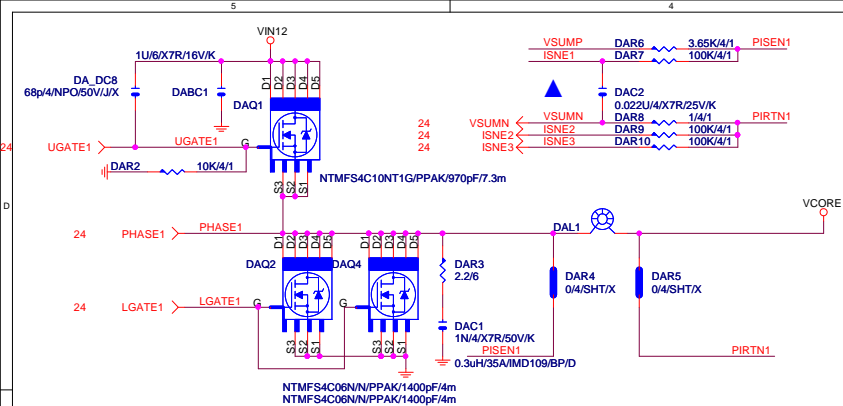 5
4
VIN12
1U/6/X7R/16V/K
DA_DC8
68p/4/NPO/50V/J/X
DABC1
D1
D2
D3
D4
D5
DAQ1
24
UGATE1
UGATE1
G
DAR2
10K/4/1
S3
S2
S1
NTMFS4C10NT1G/PPAK/970pF/7.3m
VSUMP
DAR6
3.65K/4/1
PISEN1
ISNE1
DAR7
100K/4/1
DAC2
0.022U/4/X7R/25V/K
24
VSUMN
VSUMN
DAR8
1/4/1
PIRTN1
24
ISNE2
ISNE2
DAR9
100K/4/1
24
ISNE3
ISNE3
DAR10
100K/4/1
D
VCORE
24
PHASE1
PHASE1
DAL1
D1
D2
D3
D4
D5
D1
D2
D3
D4
D5
DAQ2
DAQ4
DAR3
2.2/6
DAR4
0/4/SHT/X
DAR5
0/4/SHT/X
24
LGATE1
LGATE1
G
G
DAC1
1N/4/X7R/50V/K
S3
S2
S1
S3
S2
S1
PISEN1
PIRTN1
0.3uH/35A/IMD109/BP/D
NTMFS4C06N/N/PPAK/1400pF/4m
NTMFS4C06N/N/PPAK/1400pF/4m